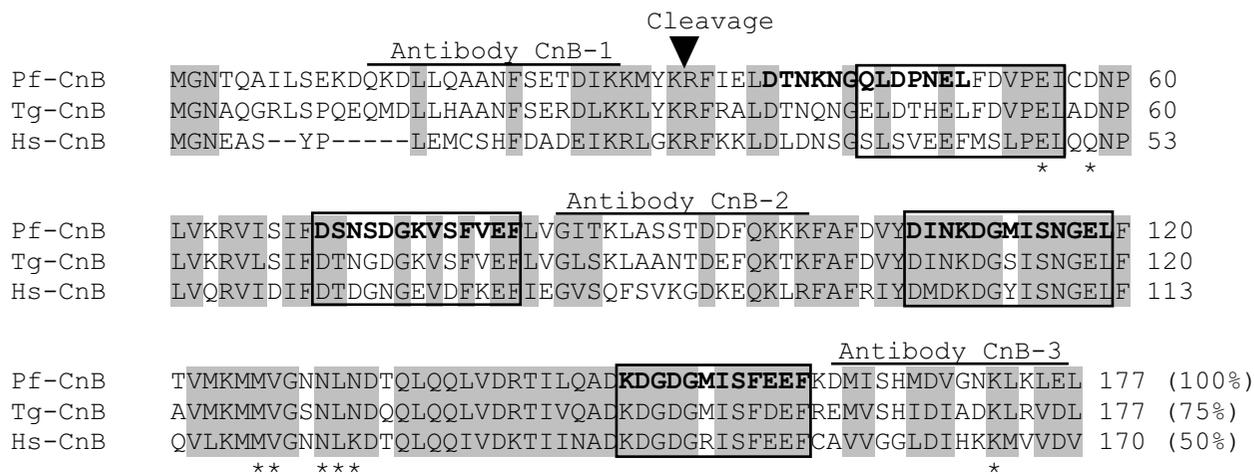 Cleavage
Antibody CnB-1
Pf-CnB MGNTQAILSEKDQKDLLQAANFSETDIKKMYKRFIELDTNKNGQLDPNELFDVPELCDNP 60
Tg-CnB MGNAQGRLSPQEQMDLLHAANFSERDLKKLYKRFRALDTNQNGELDTHELFDVPELADNP 60
Hs-CnB MGNEAS--YP-----LEMCSHFDADEIKRLGKRFKKLDLDNSGSLSVEEFMSLPELQQNP 53
* *
Antibody CnB-2
Pf-CnB LVKRVISIFDSNSDGKVSFVEFLVGITKLASSTDDFQKKKFAFDVYDINKDGMISNGELF 120
Tg-CnB LVKRVLSIFDTNGDGKVSFVEFLVGLSKLAANTDEFQKTKFAFDVYDINKDGSISNGELF 120
Hs-CnB LVQRVIDIFDTDGNGEVDFKEFIEGVSQFSVKGDKEQKLRFAFRIYDMDKDGYISNGELF 113
Antibody CnB-3
Pf-CnB TVMKMMVGNNLNDTQLQQLVDRTILQADKDGDGMISFEEFKDMISHMDVGNKLKLEL 177 (100%)
Tg-CnB AVMKMMVGSNLNDQQLQQLVDRTIVQADKDGDGMISFDEFREMVSHIDIADKLRVDL 177 (75%)
Hs-CnB QVLKMMVGNNLKDTQLQQIVDKTIINADKDGDGRISFEEFCAVVGGLDIHKKMVVDV 170 (50%)
** *** *